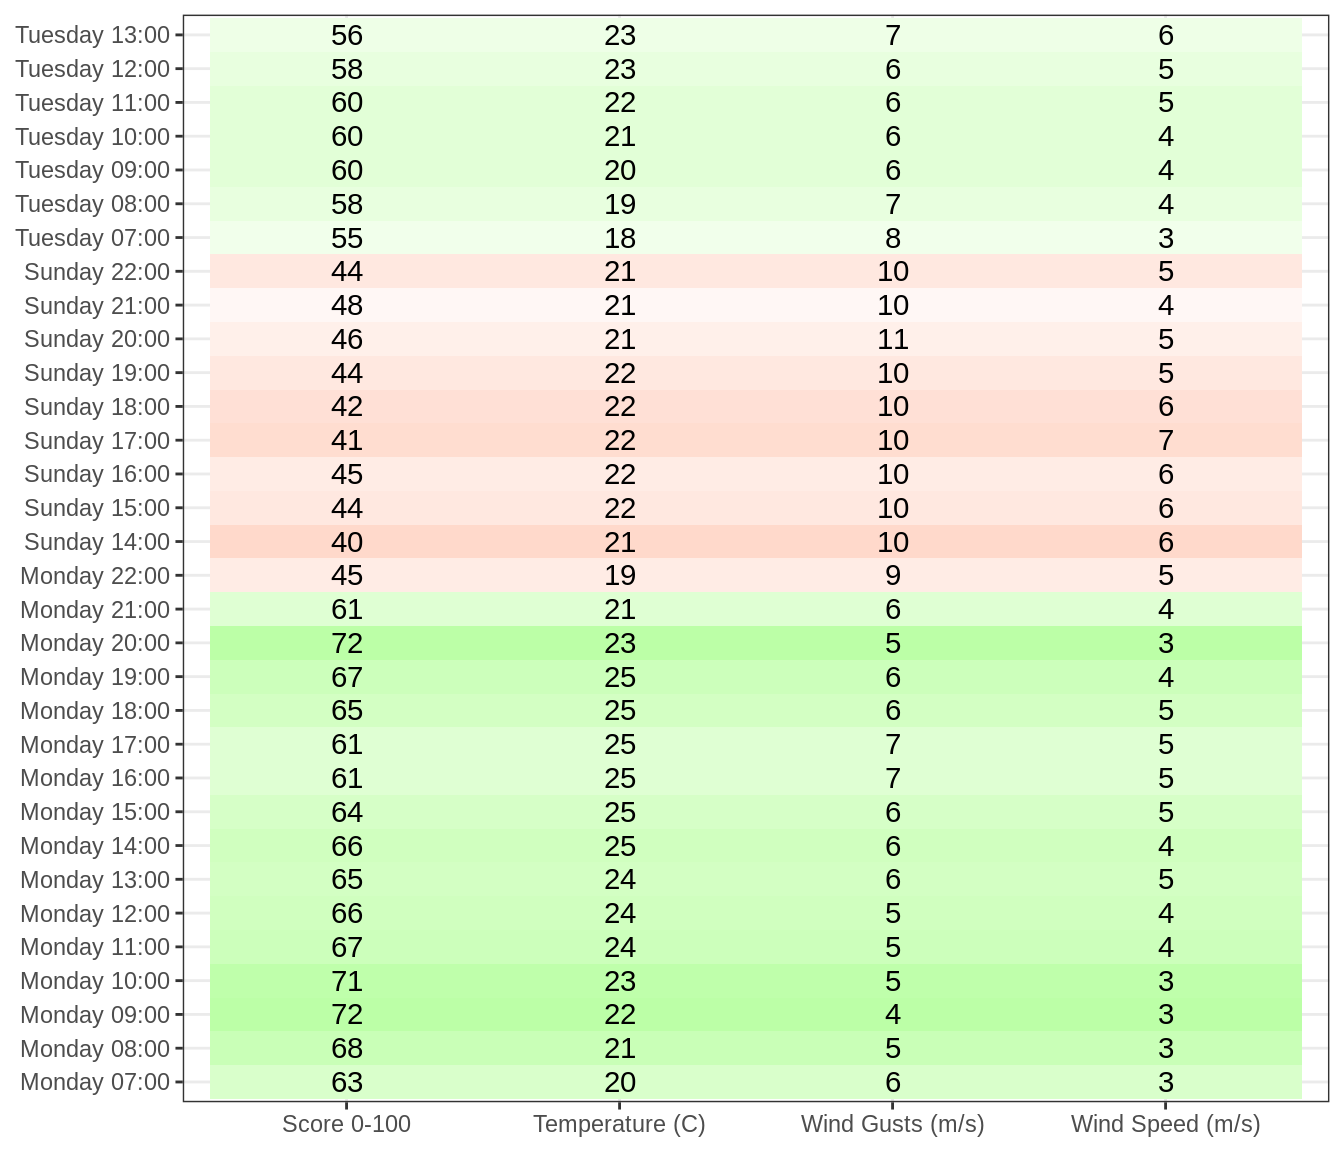 Tuesday 13:00 56 23 7 6
Tuesday 12:00 58 23 6 5
Tuesday 11:00 60 22 6 5
Tuesday 10:00 60 21 6 4
Tuesday 09:00 60 20 6 4
Tuesday 08:00 58 19 7 4
Tuesday 07:00 55 18 8 3
Sunday 22:00 44 21 10 5
Sunday 21:00 48 21 10 4
Sunday 20:00 46 21 11 5
Sunday 19:00 44 22 10 5
Sunday 18:00 42 22 10 6
Sunday 17:00 41 22 10 7
Sunday 16:00 45 22 10 6
Sunday 15:00 44 22 10 6
Sunday 14:00 40 21 10 6
Monday 22:00 45 19 9 5
Monday 21:00 61 21 6 4
Monday 20:00 72 23 5 3
Monday 19:00 67 25 6 4
Monday 18:00 65 25 6 5
Monday 17:00 61 25 7 5
Monday 16:00 61 25 7 5
Monday 15:00 64 25 6 5
Monday 14:00 66 25 6 4
Monday 13:00 65 24 6 5
Monday 12:00 66 24 5 4
Monday 11:00 67 24 5 4
Monday 10:00 71 23 5 3
Monday 09:00 72 22 4 3
Monday 08:00 68 21 5 3
Monday 07:00 63 20 6 3
Score 0-100 Temperature (C) Wind Gusts (m/s) Wind Speed (m/s)